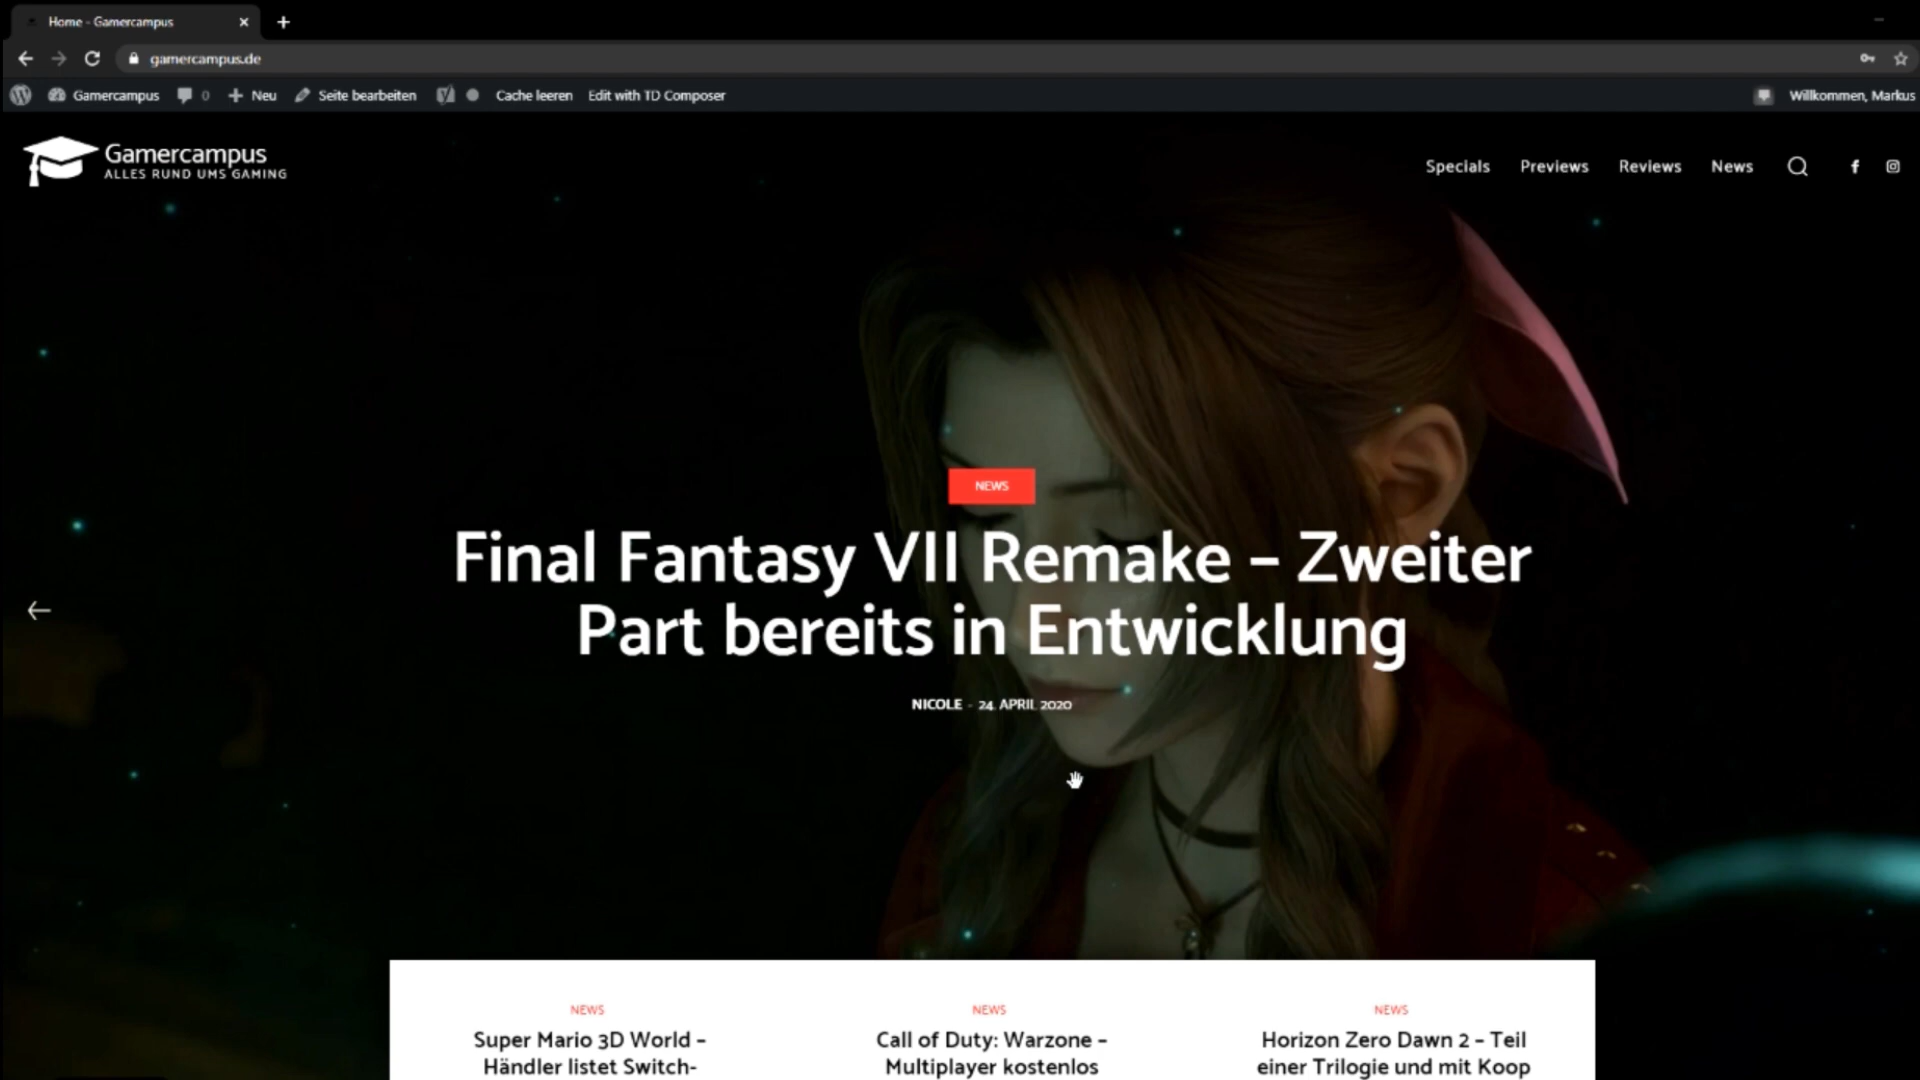 Home - Gamercampus
gamercampus.de
Gamercampus 0 Neu Seite bearbeiten Cache leeren Edit with TD Composer Willkommen, Markus
Gamercampus
ALLES RUND UMS GAMING
Specials Previews Reviews News
NEWS
Final Fantasy VII Remake – Zweiter
Part bereits in Entwicklung
NICOLE - 24. APRIL 2020
NEWS
Super Mario 3D World –
Händler listet Switch-
NEWS
Call of Duty: Warzone –
Multiplayer kostenlos
NEWS
Horizon Zero Dawn 2 – Teil
einer Trilogie und mit Koop